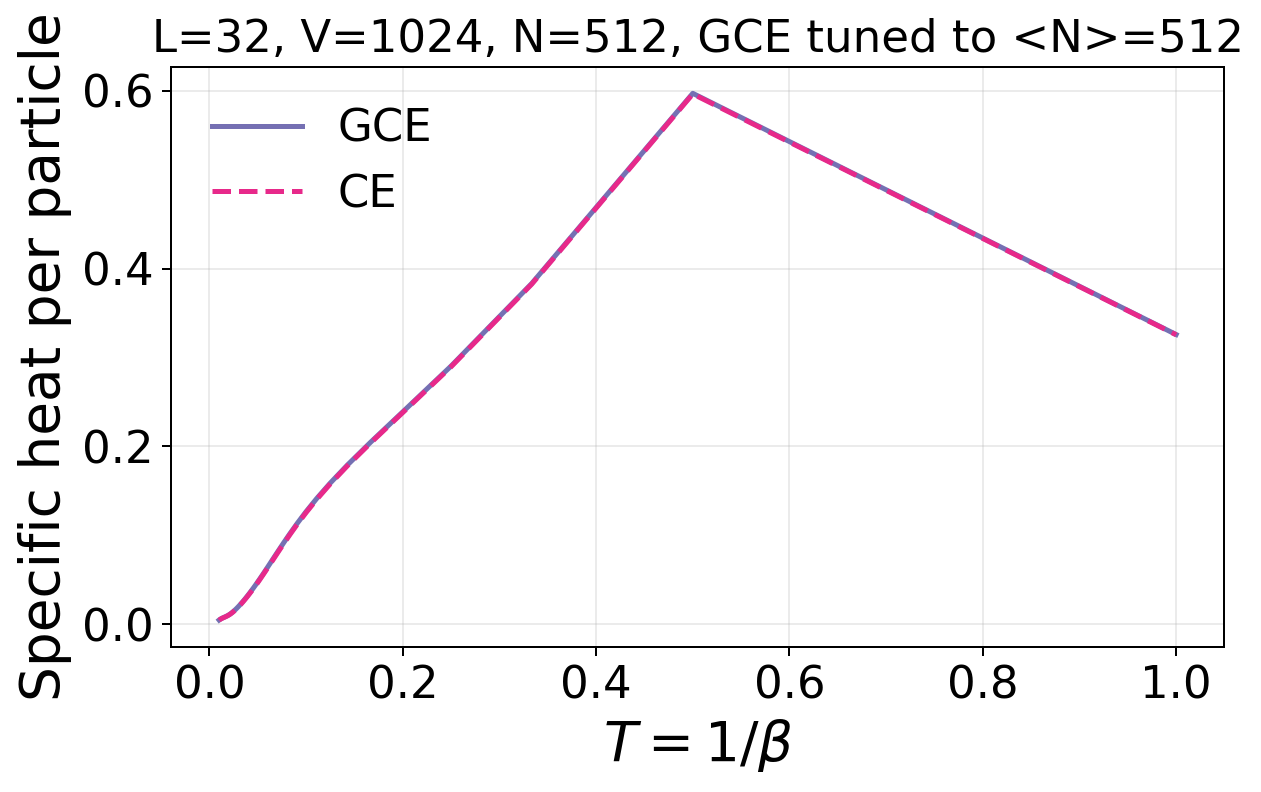 L=32, V=1024, N=512, GCE tuned to <N>=512
Specific heat per particle
0.6
0.4
0.2
0.0
GCE
CE
0.0 0.2 0.4 0.6 0.8 1.0
T = 1/β